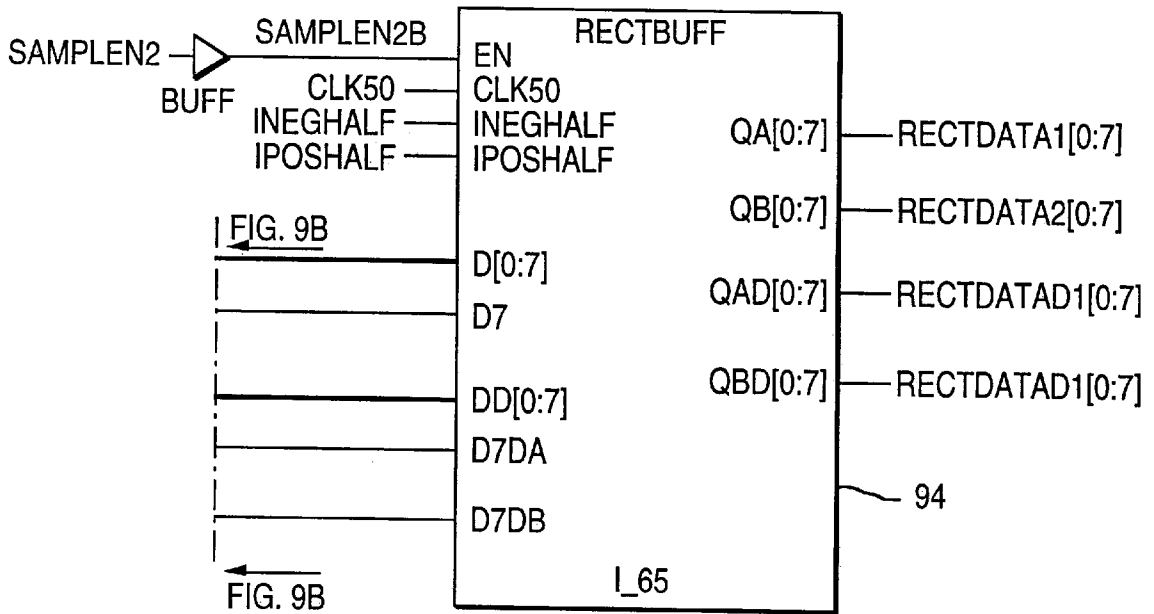 SAMPLEN2
BUFF
SAMPLEN2B
CLK50
INEGHALF
IPOSHALF
FIG. 9B
FIG. 9B
RECTBUFF
EN
CLK50
INEGHALF
IPOSHALF
D[0:7]
D7
DD[0:7]
D7DA
D7DB
QA[0:7]
QB[0:7]
QAD[0:7]
QBD[0:7]
I_65
RECTDATA1[0:7]
RECTDATA2[0:7]
RECTDATAD1[0:7]
RECTDATAD1[0:7]
94